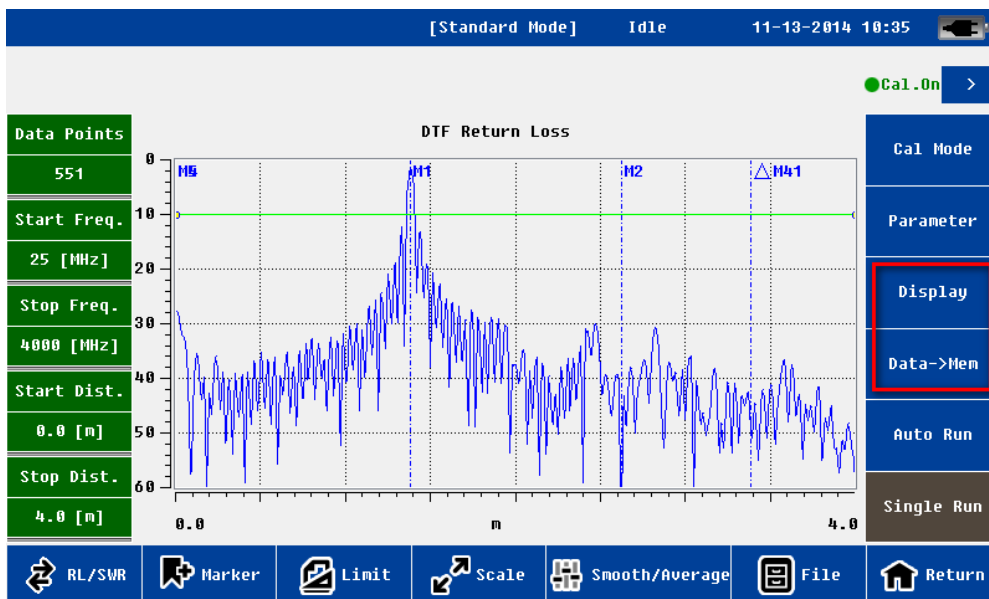 [Standard Mode] Idle 11-13-2014 10:35
Cal.On >
Data Points
551
Start Freq.
25 [MHz]
Stop Freq.
4000 [MHz]
Start Dist.
0.0 [m]
Stop Dist.
4.0 [m]
DTF Return Loss
M1 M2 △M41
0
10
20
30
40
50
60
0.0 m 4.0
Cal Mode
Parameter
Display
Data->Mem
Auto Run
Single Run
RL/SWR Marker Limit Scale Smooth/Average File Return